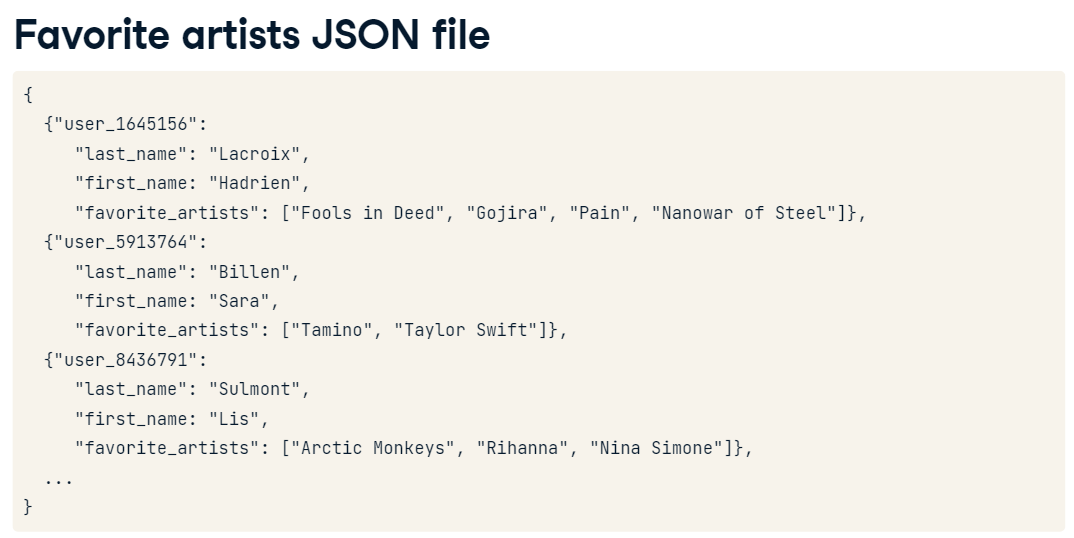 Favorite artists JSON file
{
{"user_1645156":
"last_name": "Lacroix",
"first_name: "Hadrien",
"favorite_artists": ["Fools in Deed", "Gojira", "Pain", "Nanowar of Steel"]},
{"user_5913764":
"last_name": "Billen",
"first_name: "Sara",
"favorite_artists": ["Tamino", "Taylor Swift"]},
{"user_8436791":
"last_name": "Sulmont",
"first_name: "Lis",
"favorite_artists": ["Arctic Monkeys", "Rihanna", "Nina Simone"]},
...
}